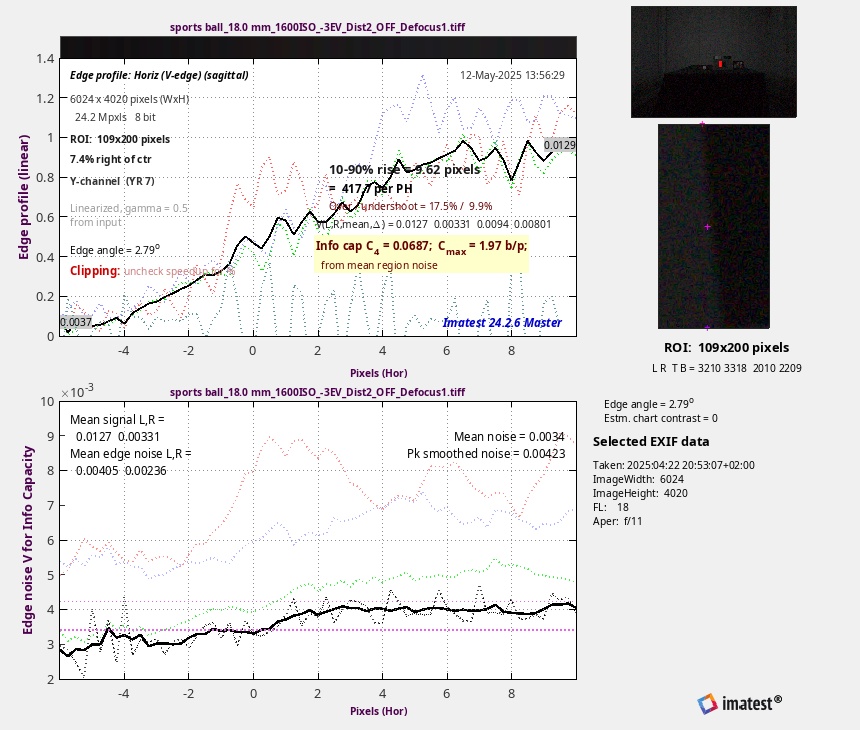 sports ball_18.0 mm_1600ISO_-3EV_Dist2_OFF_Defocus1.tiff
Edge profile: Horiz (V-edge) (sagittal)
12-May-2025 13:56:29
6024 x 4020 pixels (WxH)
24.2 Mpxls 8 bit
ROI: 109x200 pixels
7.4% right of ctr
Y-channel (YR 7)
Linearized, gamma = 0.5
from input
Edge angle = 2.79°
Clipping: uncheck speedup for %
0.0129
10-90% rise = 9.62 pixels
= 417.7 per PH
Over, Undershoot = 17.5% / 9.9%
(L,R,mean,Δ) = 0.0127 0.00331 0.0094 0.00801
Info cap C4 = 0.0687; Cmax = 1.97 b/p;
from mean region noise
0.0037
Imatest 24.2.6 Master
Edge profile (linear)
1.4
1.2
1
0.8
0.6
0.4
0.2
0
-4 -2 0 2 4 6 8
Pixels (Hor)
sports ball_18.0 mm_1600ISO_-3EV_Dist2_OFF_Defocus1.tiff
×10-3
Mean signal L,R =
0.0127 0.00331
Mean edge noise L,R =
0.00405 0.00236
Mean noise = 0.0034
Pk smoothed noise = 0.00423
Edge noise V for Info Capacity
10
9
8
7
6
5
4
3
2
-4 -2 0 2 4 6 8
Pixels (Hor)
ROI: 109x200 pixels
L R T B = 3210 3318 2010 2209
Edge angle = 2.79°
Estm. chart contrast = 0
Selected EXIF data
Taken: 2025:04:22 20:53:07+02:00
ImageWidth: 6024
ImageHeight: 4020
FL: 18
Aper: f/11
imatest®